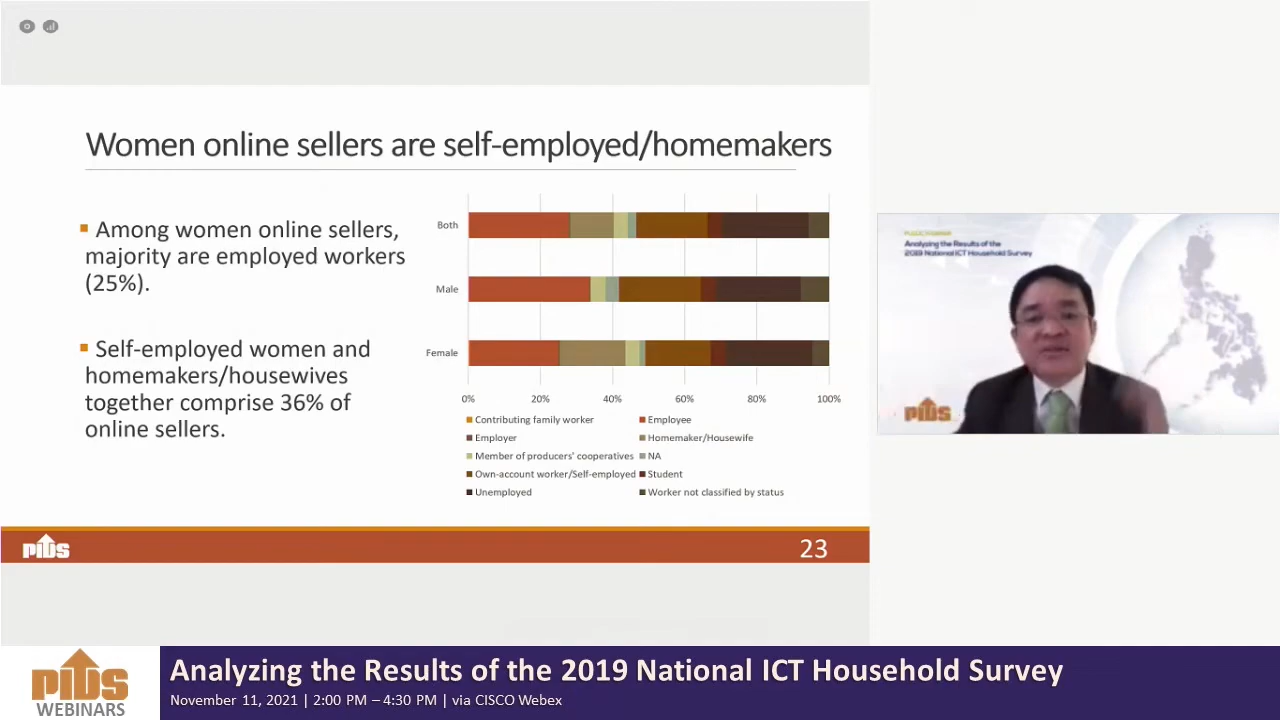 Women online sellers are self-employed/homemakers
▪ Among women online sellers,
majority are employed workers
(25%).
▪ Self-employed women and
homemakers/housewives
together comprise 36% of
online sellers.
Both
Male
Female
0% 20% 40% 60% 80% 100%
Contributing family worker Employee
Employer Homemaker/Housewife
Member of producers' cooperatives NA
Own-account worker/Self-employed Student
Unemployed Worker not classified by status
PIDS
23
Analyzing the Results of the
2019 National ICT Household Survey
PIDS
PIDS
WEBINARS
Analyzing the Results of the 2019 National ICT Household Survey
November 11, 2021 | 2:00 PM – 4:30 PM | via CISCO Webex